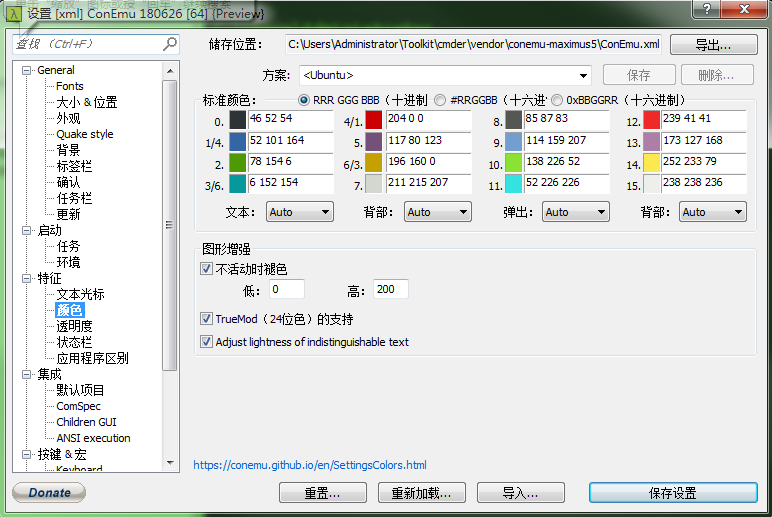 设置 [xml] ConEmu 180626 [64] {Preview}
查找 (Ctrl+F)
储存位置：
C:\Users\Administrator\Toolkit\cmder\vendor\conemu-maximus5\ConEmu.xml
导出...
方案：
<Ubuntu>
保存
删除...
General
Fonts
大小 & 位置
外观
Quake style
背景
标签栏
确认
任务栏
更新
启动
任务
环境
特征
文本光标
颜色
透明度
状态栏
应用程序区别
集成
默认项目
ComSpec
Children GUI
ANSI execution
按键 & 宏
Keyboard
标准颜色：
RRR GGG BBB（十进制
#RRGGBB（十六进
0xBBGGRR（十六进制）
0. 46 52 54 4/1. 204 0 0 8. 85 87 83 12. 239 41 41
1/4. 52 101 164 5. 117 80 123 9. 114 159 207 13. 173 127 168
2. 78 154 6 6/3. 196 160 0 10. 138 226 52 14. 252 233 79
3/6. 6 152 154 7. 211 215 207 11. 52 226 226 15. 238 238 236
文本： Auto 背部： Auto 弹出： Auto 背部： Auto
图形增强
不活动时褪色
低： 0 高： 200
TrueMod（24位色）的支持
Adjust lightness of indistinguishable text
https://conemu.github.io/en/SettingsColors.html
Donate
重置...
重新加载...
导入...
保存设置